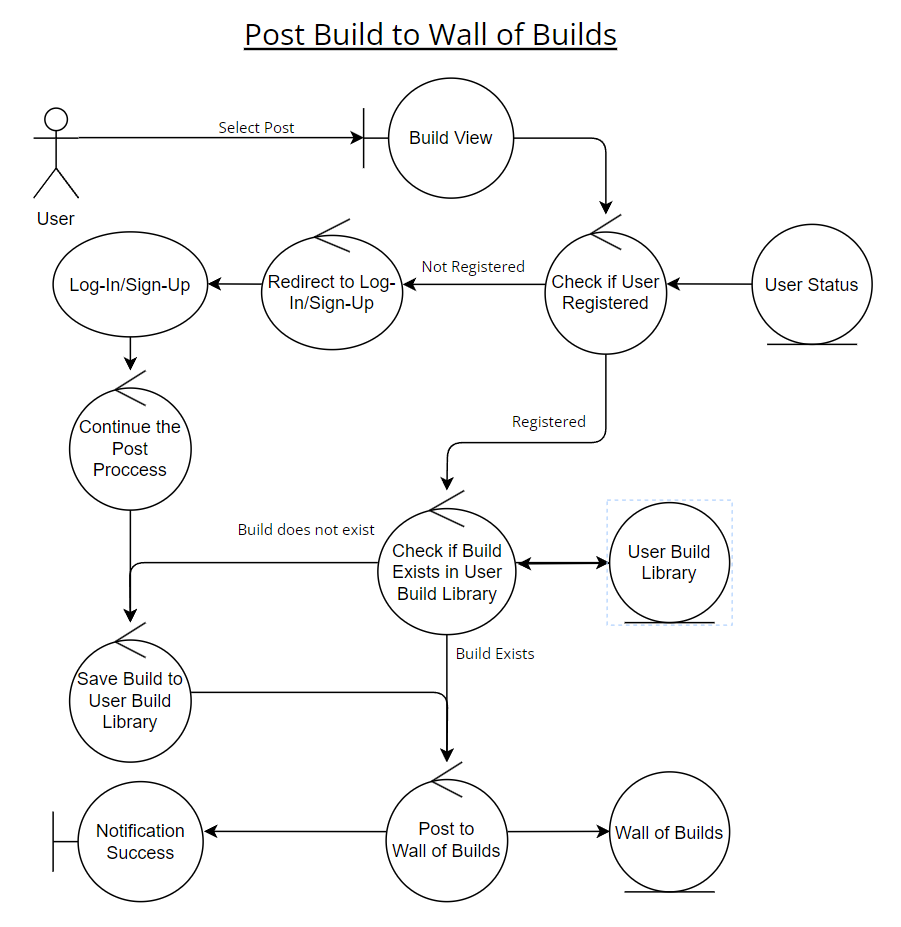 Post Build to Wall of Builds
Select Post
Build View
User
Log-In/Sign-Up
Redirect to Log-
In/Sign-Up
Not Registered
Check if User
Registered
User Status
Continue the
Post
Proccess
Registered
Build does not exist
Check if Build
Exists in User
Build Library
User Build
Library
Build Exists
Save Build to
User Build
Library
Notification
Success
Post to
Wall of Builds
Wall of Builds